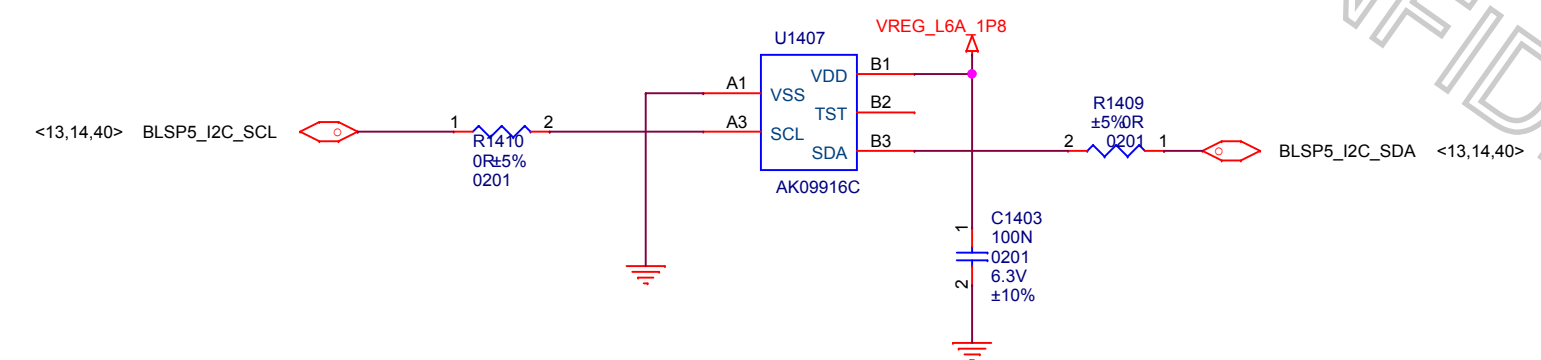 VREG_L6A_1P8
U1407
VDD B1
A1 VSS
TST B2
R1409
±5%0R
0201
<13,14,40> BLSP5_I2C_SCL
1 2
R1410
0R±5%
0201
A3 SCL
SDA B3
2 1
BLSP5_I2C_SDA <13,14,40>
AK09916C
1
C1403
100N
0201
6.3V
±10%
2
NFID